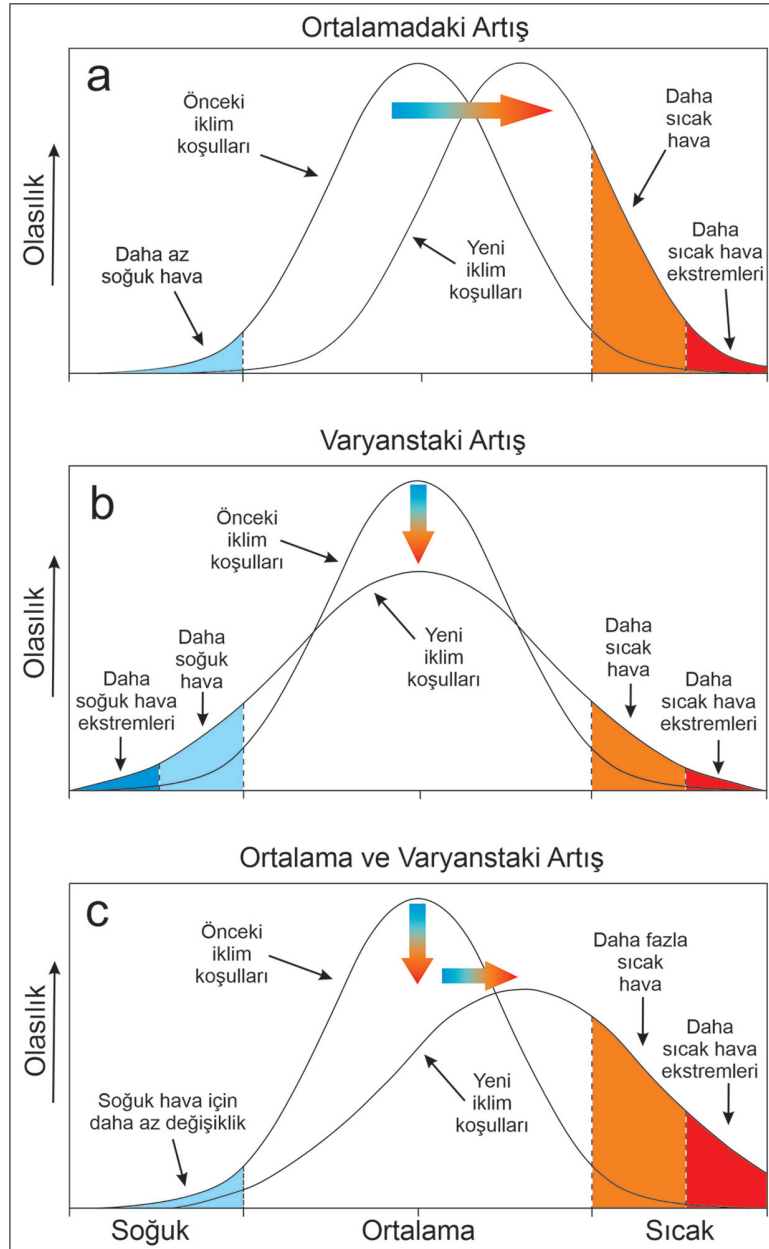 Ortalamadaki Artış
a
Önceki
iklim
koşulları
Daha
sıcak
hava
Olasılık
Daha az
soğuk hava
Yeni
iklim
koşulları
Daha
sıcak hava
ekstremleri
Varyanstaki Artış
b
Önceki
iklim
koşulları
Olasılık
Daha
soğuk
hava
Daha
soğuk hava
ekstremleri
Yeni
iklim
koşulları
Daha
sıcak
hava
Daha
sıcak hava
ekstremleri
Ortalama ve Varyanstaki Artış
c
Önceki
iklim
koşulları
Daha fazla
sıcak
hava
Olasılık
Daha
sıcak hava
ekstremleri
Soğuk hava için
daha az değişiklik
Yeni
iklim
koşulları
Soğuk
Ortalama
Sıcak